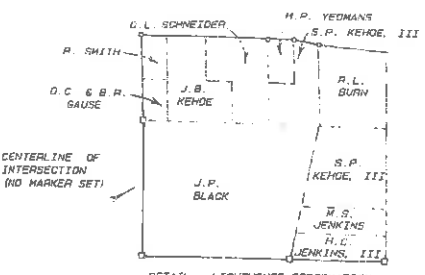 G.L. SCHNEIDER
H.P. YEOMANS
S.P. KEHOE, III
R. SMITH
O.C & B.R.
GAUSE
J.B.
KEHOE
R.L.
BURN
CENTERLINE OF
INTERSECTION
(NO MARKER SET)
J.P.
BLACK
S.P.
KEHOE, III
M.S.
JENKINS
H.C.
JENKINS, III
DETAIL